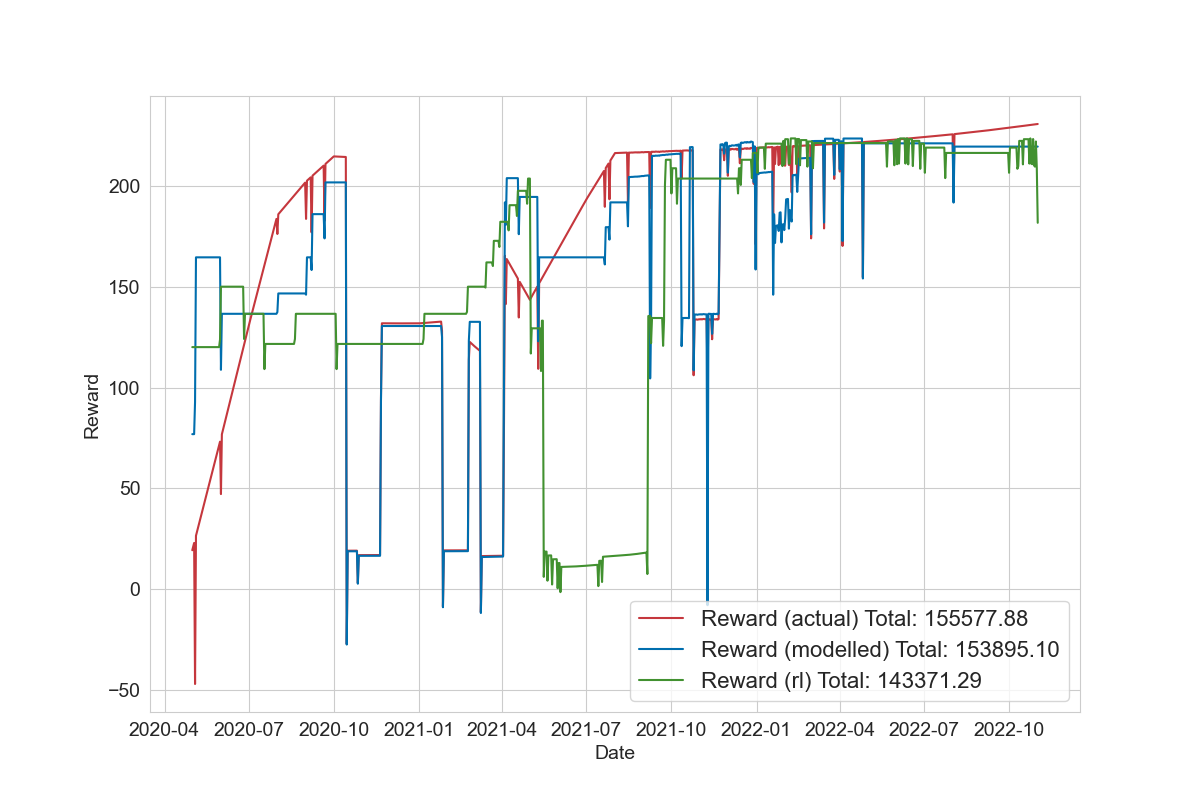 200
150
100
50
0
−50
Reward
Reward (actual) Total: 155577.88
Reward (modelled) Total: 153895.10
Reward (rl) Total: 143371.29
2020-04 2020-07 2020-10 2021-01 2021-04 2021-07 2021-10 2022-01 2022-04 2022-07 2022-10
Date